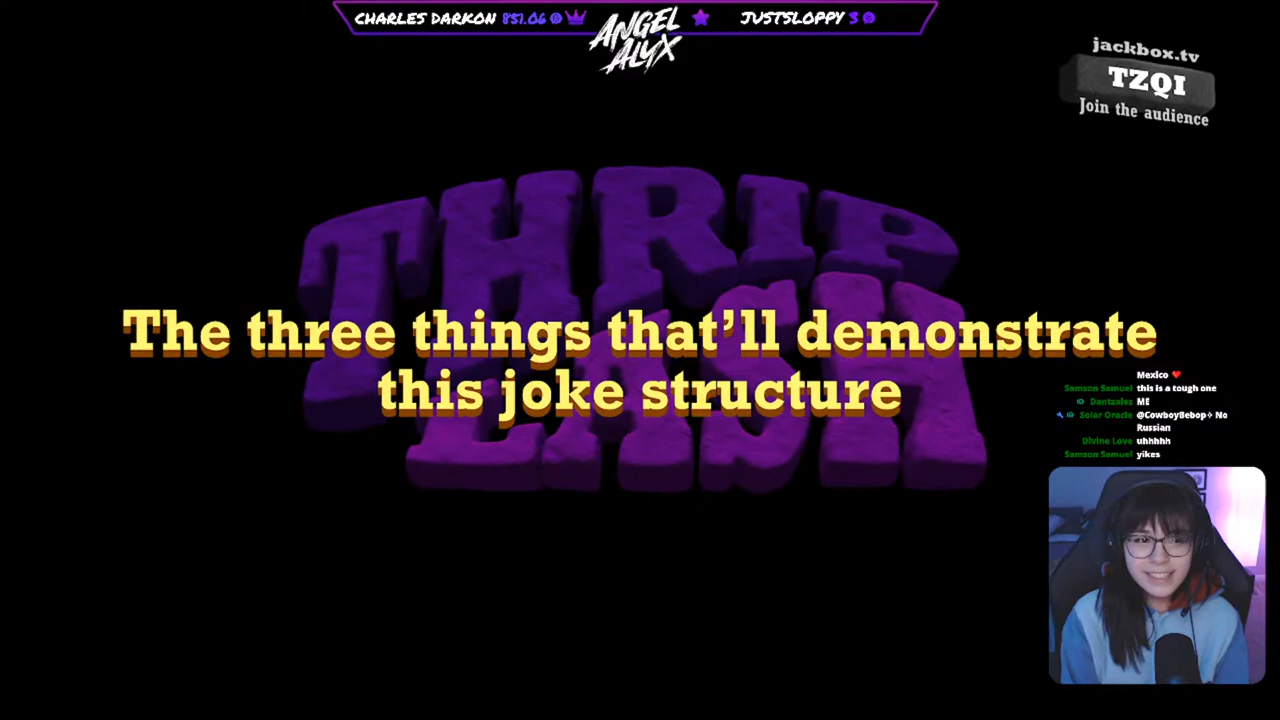 CHARLES DARKON 851.06
ANGEL
ALYX
JUSTSLOPPY 3
jackbox.tv
TZQI
Join the audience
THRIP
LASH
The three things that’ll demonstrate
this joke structure
Mexico ❤️
Samson Samuel this is a tough one
Dantzales ME
Solar Oracle @CowboyBebop✧ No
Russian
Divine Love uhhhhh
Samson Samuel yikes